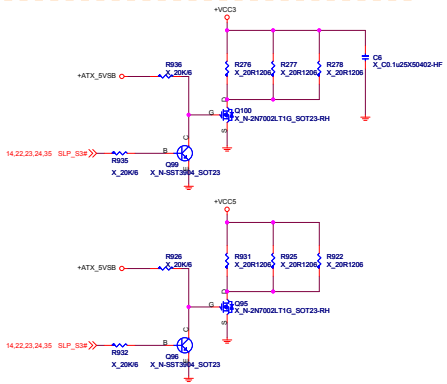 +VCC3
R936
X_20K/6
R276
X_20R1206
R277
X_20R1206
R278
X_20R1206
C6
X_C0.1u25X50402-HF
+ATX_5VSB
D
Q100
G
X_N-2N7002LT1G_SOT23-RH
S
C
14,22,23,24,35 SLP_S3#
B
R935
X_20K/6
Q99
X_N-SST3904_SOT23
E
+VCC5
R926
X_20K/6
R931
X_20R1206
R925
X_20R1206
R922
X_20R1206
+ATX_5VSB
D
Q95
G
X_N-2N7002LT1G_SOT23-RH
S
C
14,22,23,24,35 SLP_S3#
B
R932
X_20K/6
Q96
X_N-SST3904_SOT23
E